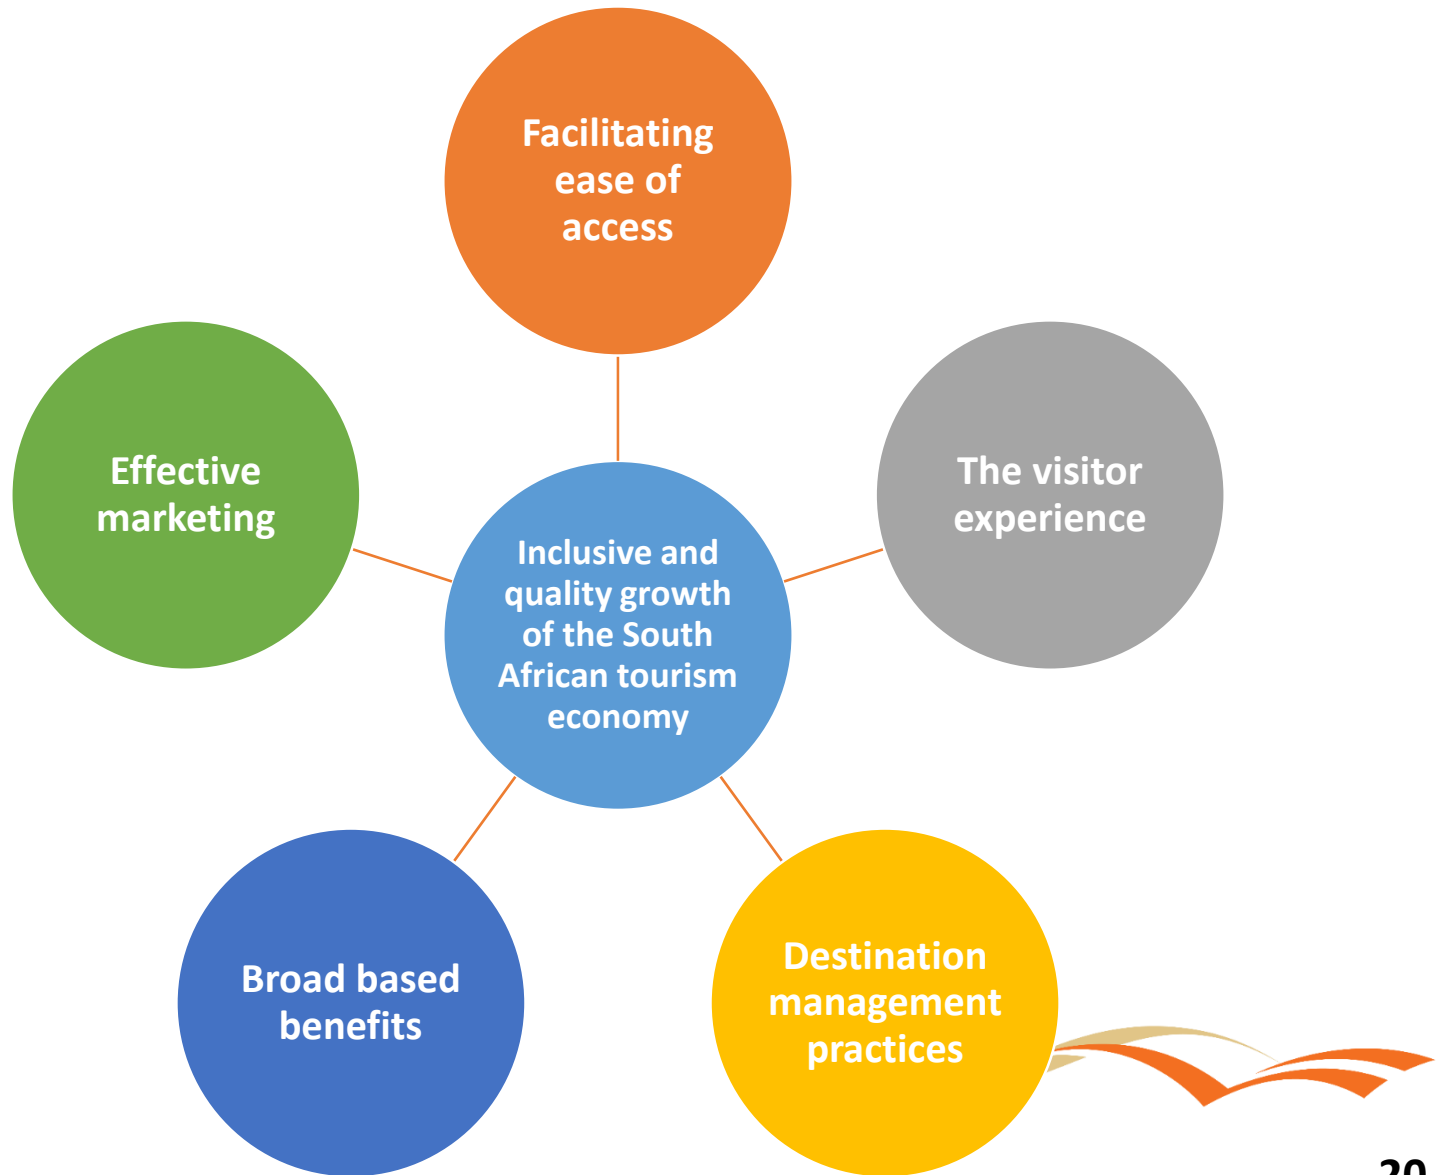 Facilitating
ease of
access
Effective
marketing
The visitor
experience
Inclusive and
quality growth
of the South
African tourism
economy
Broad based
benefits
Destination
management
practices
20